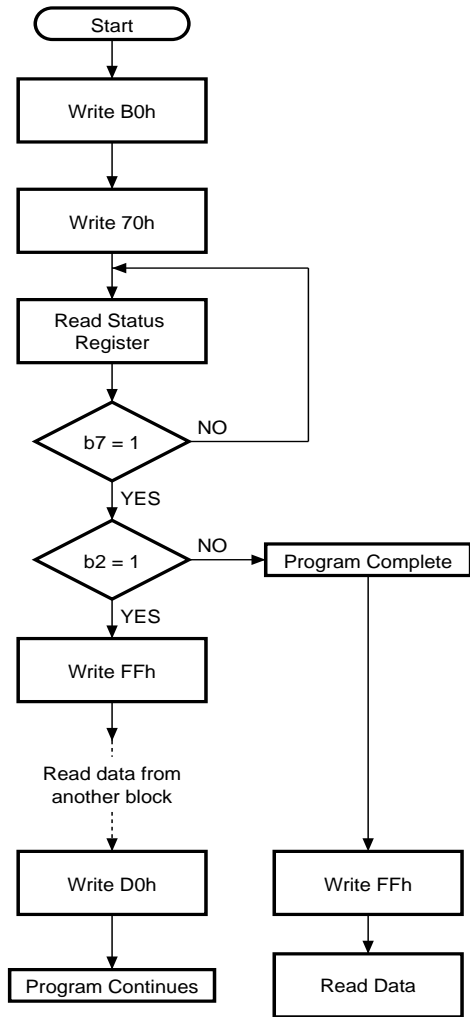 Start
Write B0h
Write 70h
Read Status
Register
b7 = 1
NO
YES
b2 = 1
NO
Program Complete
YES
Write FFh
Read data from
another block
Write D0h
Write FFh
Program Continues
Read Data